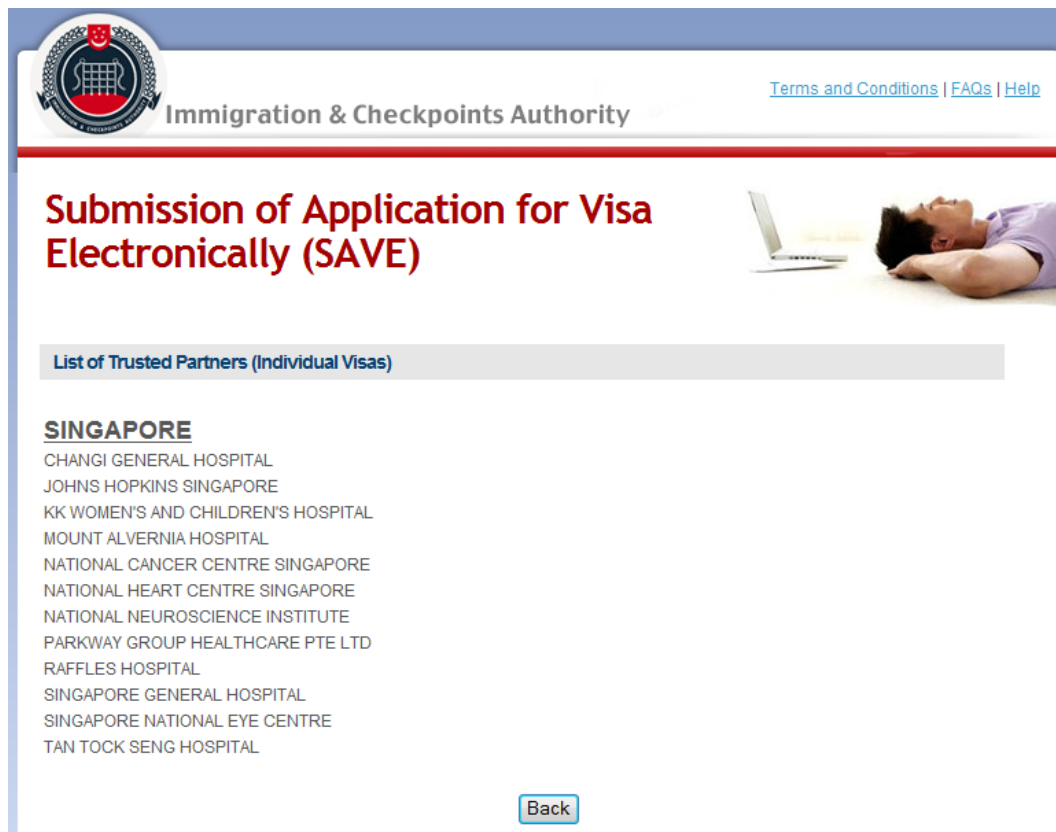 Immigration & Checkpoints Authority
Terms and Conditions | FAQs | Help
Submission of Application for Visa
Electronically (SAVE)
List of Trusted Partners (Individual Visas)
SINGAPORE
CHANGI GENERAL HOSPITAL
JOHNS HOPKINS SINGAPORE
KK WOMEN'S AND CHILDREN'S HOSPITAL
MOUNT ALVERNIA HOSPITAL
NATIONAL CANCER CENTRE SINGAPORE
NATIONAL HEART CENTRE SINGAPORE
NATIONAL NEUROSCIENCE INSTITUTE
PARKWAY GROUP HEALTHCARE PTE LTD
RAFFLES HOSPITAL
SINGAPORE GENERAL HOSPITAL
SINGAPORE NATIONAL EYE CENTRE
TAN TOCK SENG HOSPITAL
Back